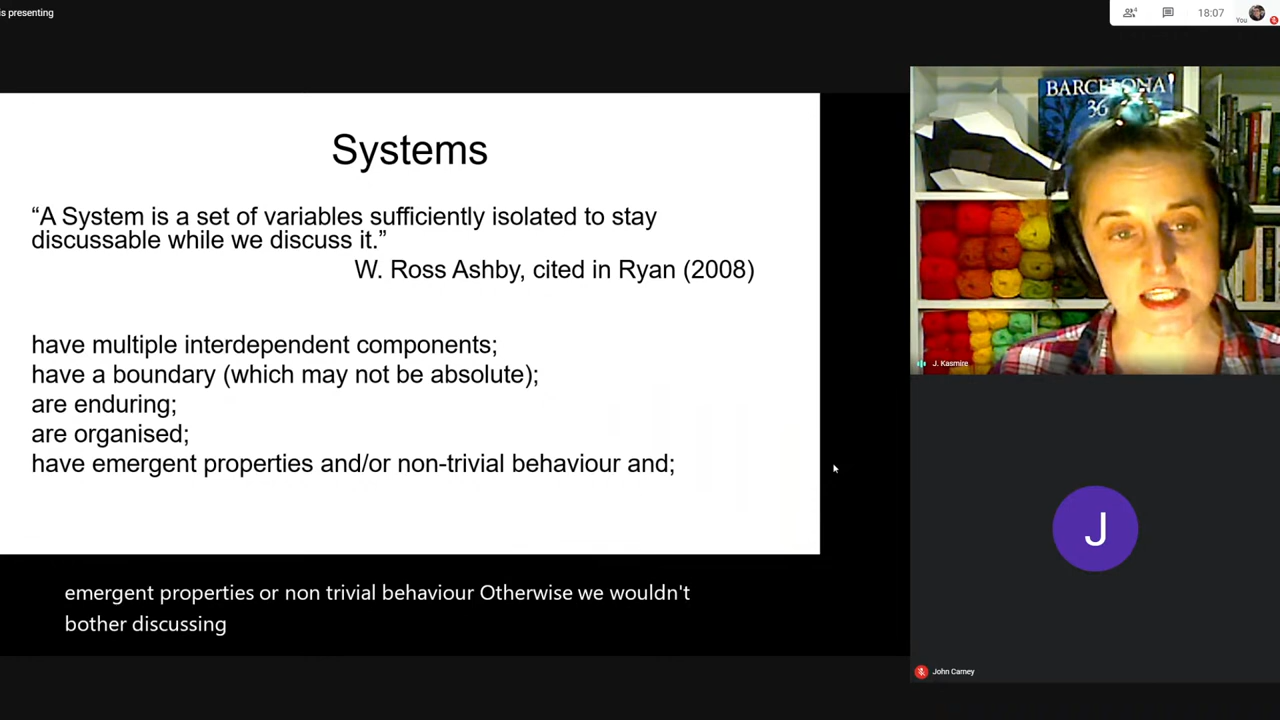 is presenting
4
18:07
You
Systems
“A System is a set of variables sufficiently isolated to stay
discussable while we discuss it.”
W. Ross Ashby, cited in Ryan (2008)
have multiple interdependent components;
have a boundary (which may not be absolute);
are enduring;
are organised;
have emergent properties and/or non-trivial behaviour and;
emergent properties or non trivial behaviour Otherwise we wouldn't
bother discussing
BARCELONA
36
J. Kasmire
J
John Carney